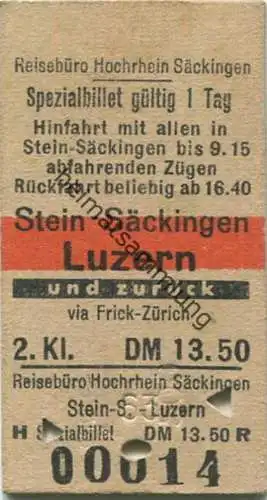 Reisebüro Hochrhein Säckingen
Spezialbillet gültig 1 Tag
Hinfahrt mit allen in
Stein-Säckingen bis 9.15
abfahrenden Zügen
Rückfahrt beliebig ab 16.40
Stein Säckingen
Luzern
und zurück
via Frick-Zürich
2. Kl. DM 13.50
Reisebüro Hochrhein Säckingen
Stein-S.-Luzern
H Spezialbillet DM 13.50 R
00014
heimatsammlung